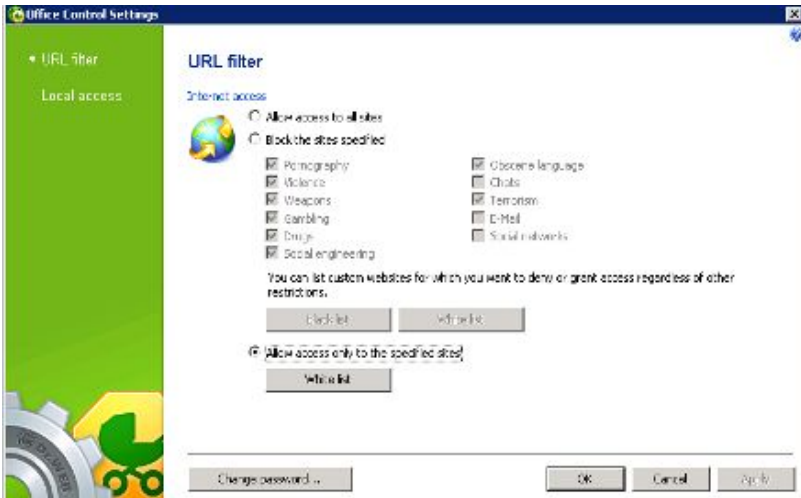 Office Control Settings
URL filter
Local access
URL filter
Internet access
Allow access to all sites
Block the sites specified
Pornography
Obscene language
Violence
Chats
Weapons
Terrorism
Gambling
E-Mail
Drugs
Social networks
Social engineering
You can list custom websites for which you want to deny or grant access regardless of other
restrictions.
Black list
White list
Allow access only to the specified sites
White list
Change password...
OK
Cancel
Apply